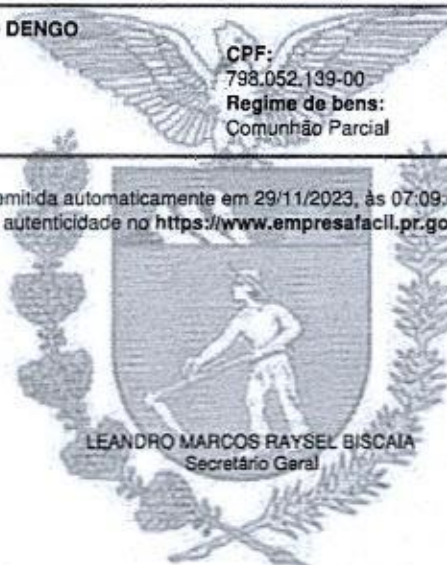 DENGO
CPF:
798.052.139-00
Regime de bens:
Comunhão Parcial
emitida automaticamente em 29/11/2023, às 07:09:
autenticidade no https://www.empresafacil.pr.go
LEANDRO MARCOS RAYSEL BISCAIA
Secretário Geral